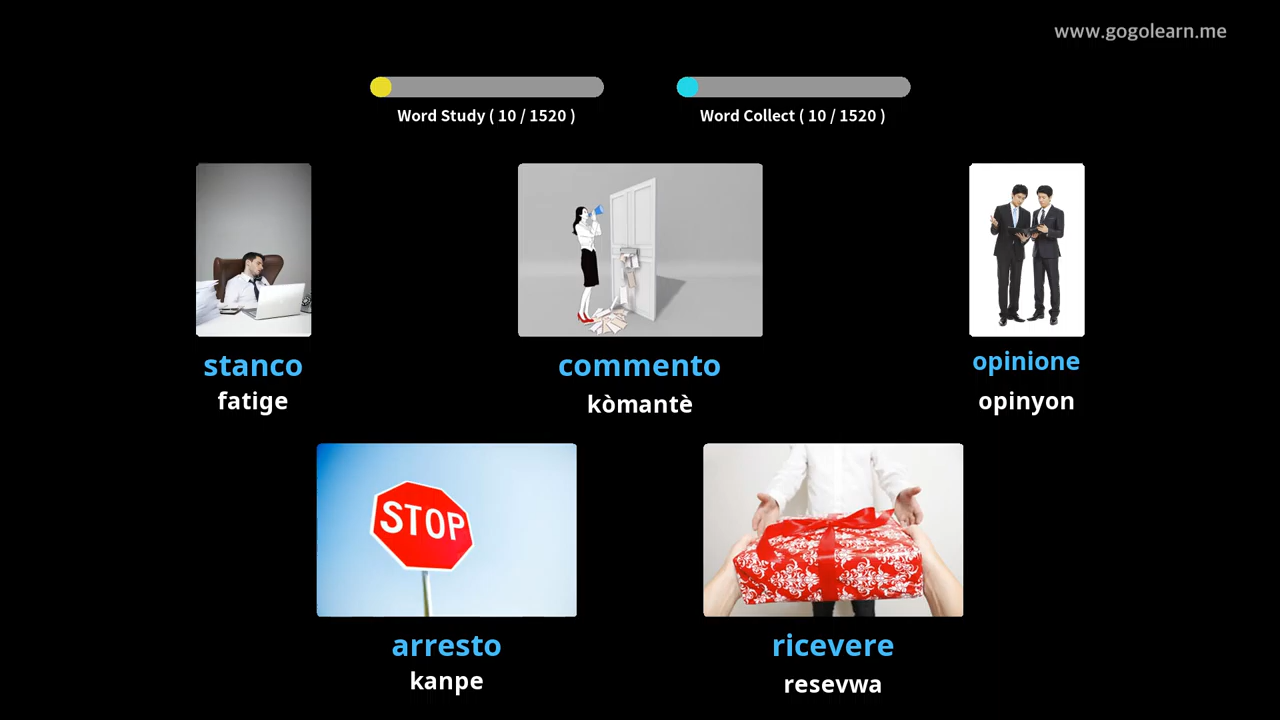 www.gogolearn.me
Word Study ( 10 / 1520 )
Word Collect ( 10 / 1520 )
stanco
fatige
commento
kòmantè
opinione
opinyon
STOP
arresto
kanpe
ricevere
resevwa